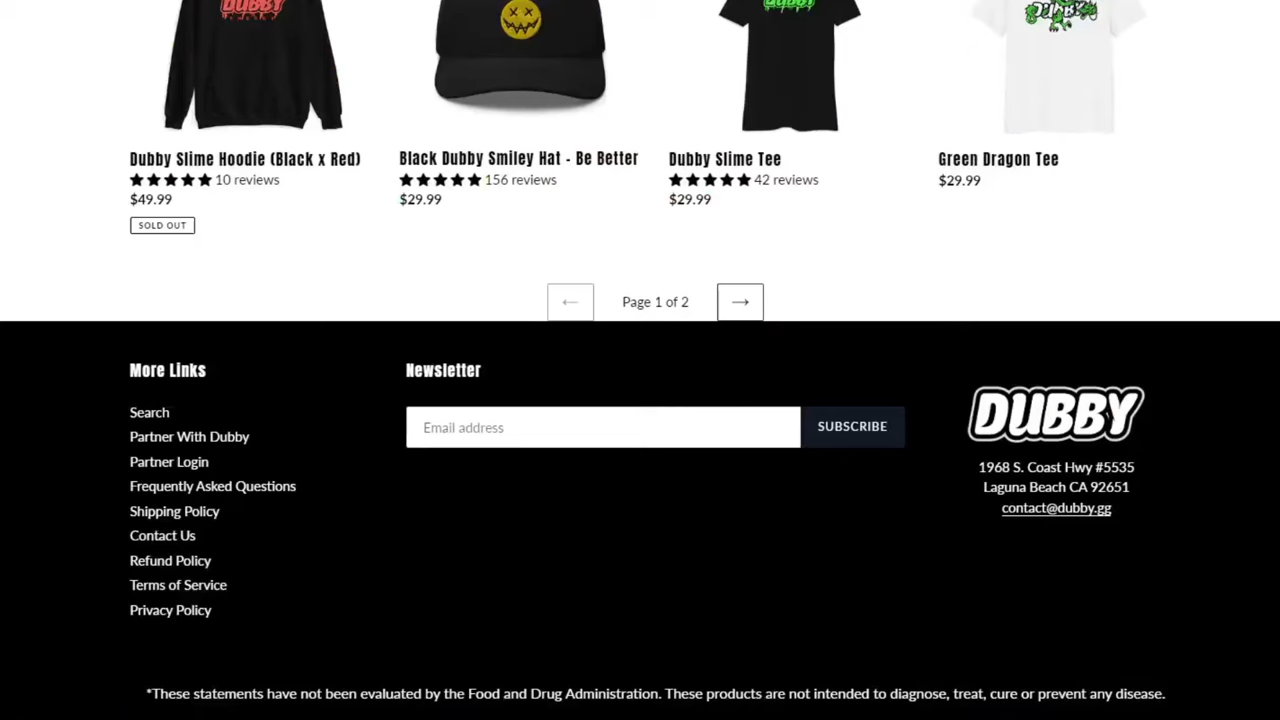 DUBBY
DUBBY
DUBBY
Dubby Slime Hoodie (Black x Red)
10 reviews
$49.99
SOLD OUT
Black Dubby Smiley Hat - Be Better
156 reviews
$29.99
Dubby Slime Tee
42 reviews
$29.99
Green Dragon Tee
$29.99
← Page 1 of 2 →
More Links
Search
Partner With Dubby
Partner Login
Frequently Asked Questions
Shipping Policy
Contact Us
Refund Policy
Terms of Service
Privacy Policy
Newsletter
Email address
SUBSCRIBE
DUBBY
1968 S. Coast Hwy #5535
Laguna Beach CA 92651
contact@dubby.gg
*These statements have not been evaluated by the Food and Drug Administration. These products are not intended to diagnose, treat, cure or prevent any disease.